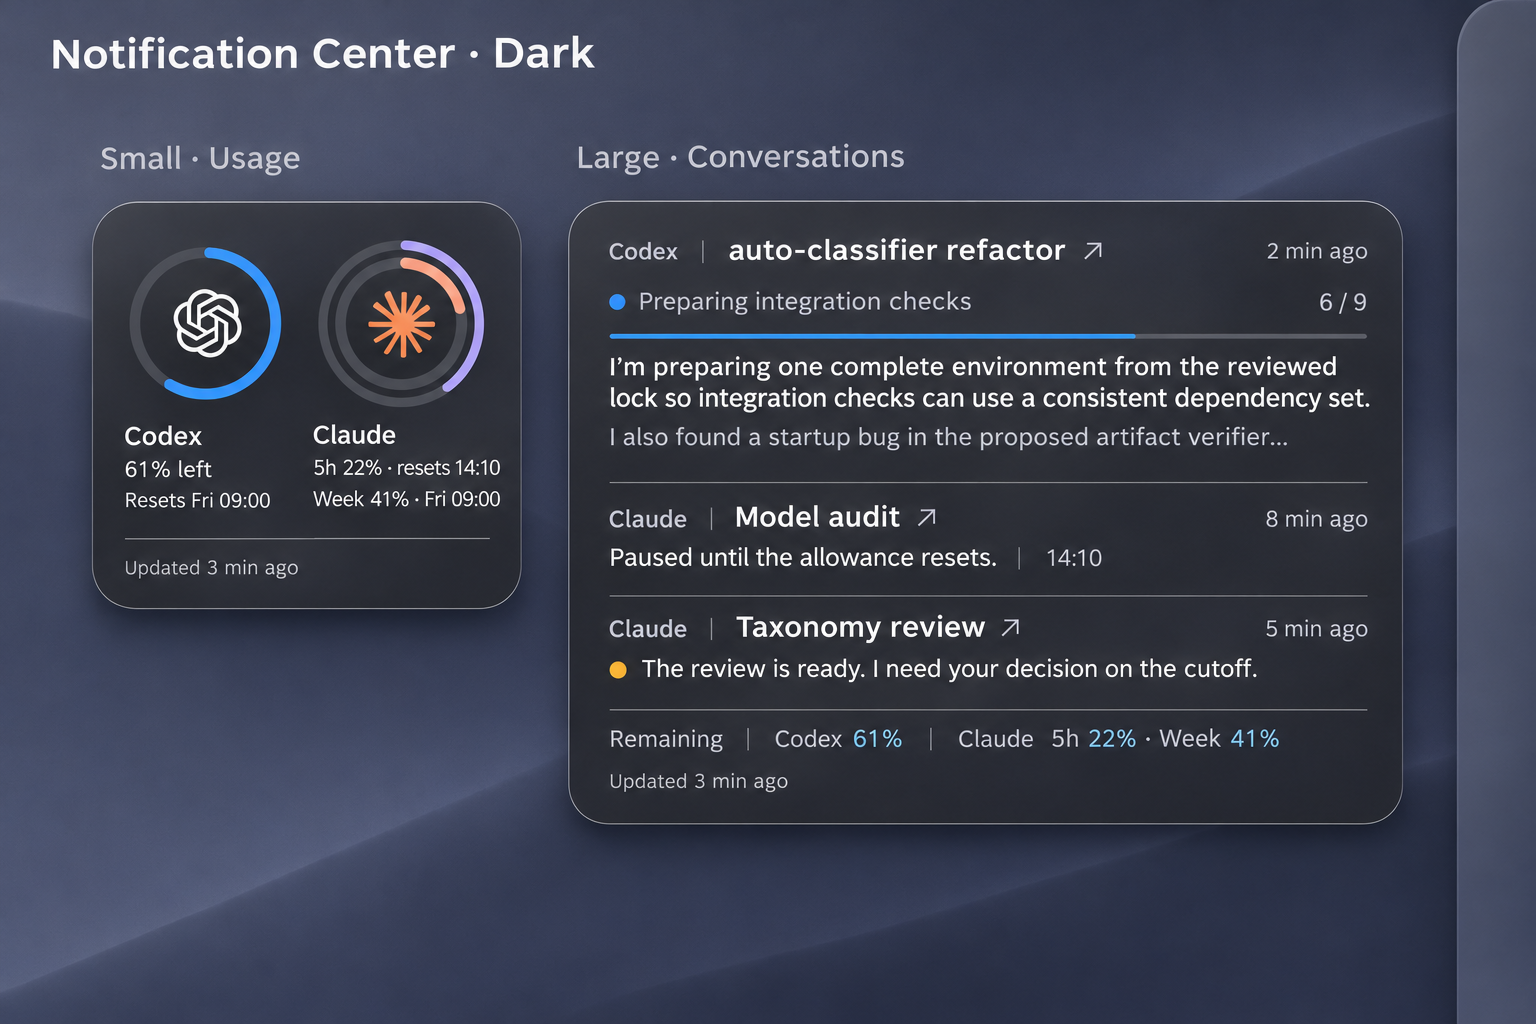 Notification Center · Dark
Small · Usage
Codex
61% left
Resets Fri 09:00
Claude
5h 22% · resets 14:10
Week 41% · Fri 09:00
Updated 3 min ago
Large · Conversations
Codex | auto-classifier refactor ↗ 2 min ago
Preparing integration checks 6 / 9
I’m preparing one complete environment from the reviewed
lock so integration checks can use a consistent dependency set.
I also found a startup bug in the proposed artifact verifier...
Claude | Model audit ↗ 8 min ago
Paused until the allowance resets. | 14:10
Claude | Taxonomy review ↗ 5 min ago
The review is ready. I need your decision on the cutoff.
Remaining | Codex 61% | Claude 5h 22% · Week 41%
Updated 3 min ago